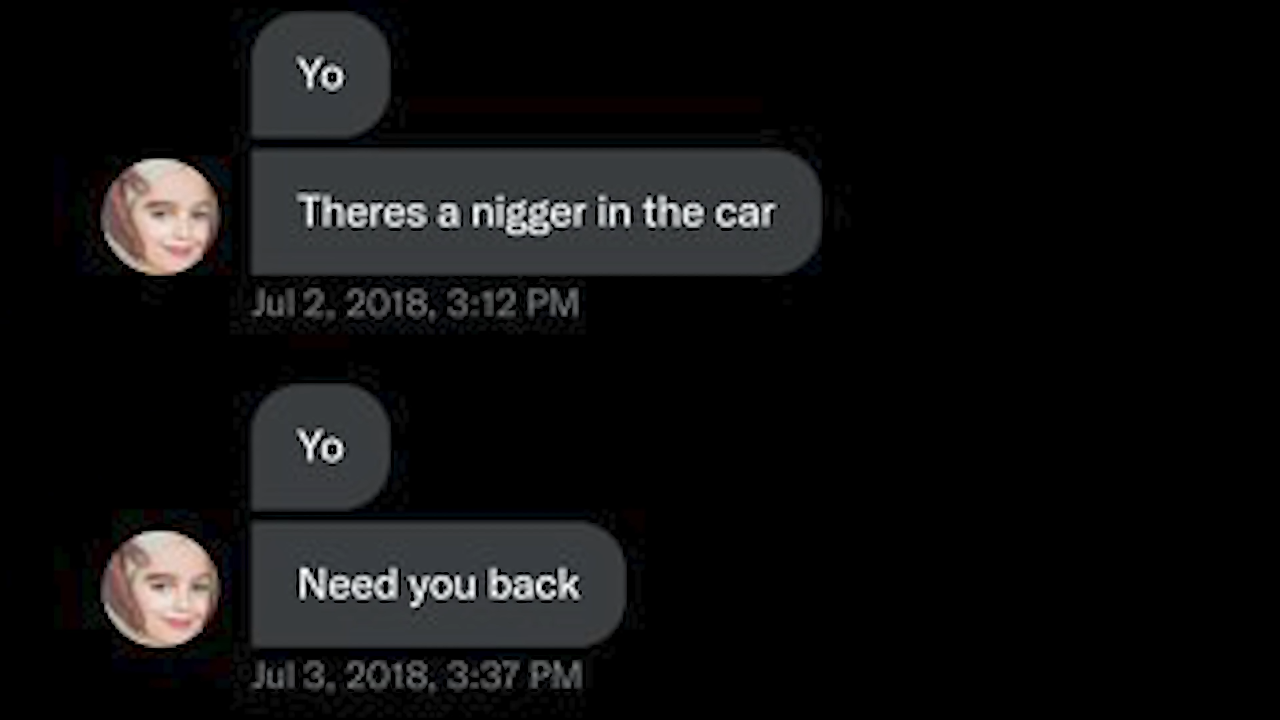 Yo
Theres a nigger in the car
Jul 2, 2018, 3:12 PM
Yo
Need you back
Jul 3, 2018, 3:37 PM